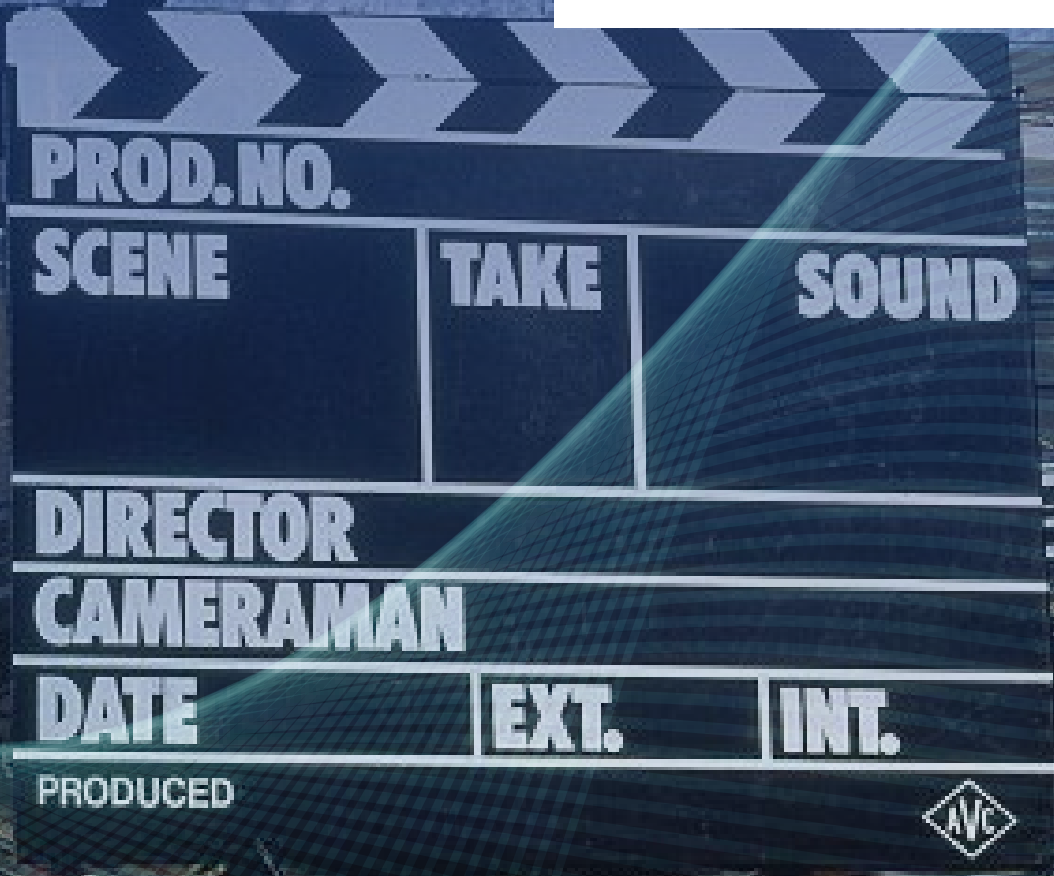 PROD.NO.
SCENE TAKE SOUND
DIRECTOR
CAMERAMAN
DATE EXT. INT.
PRODUCED
AVC